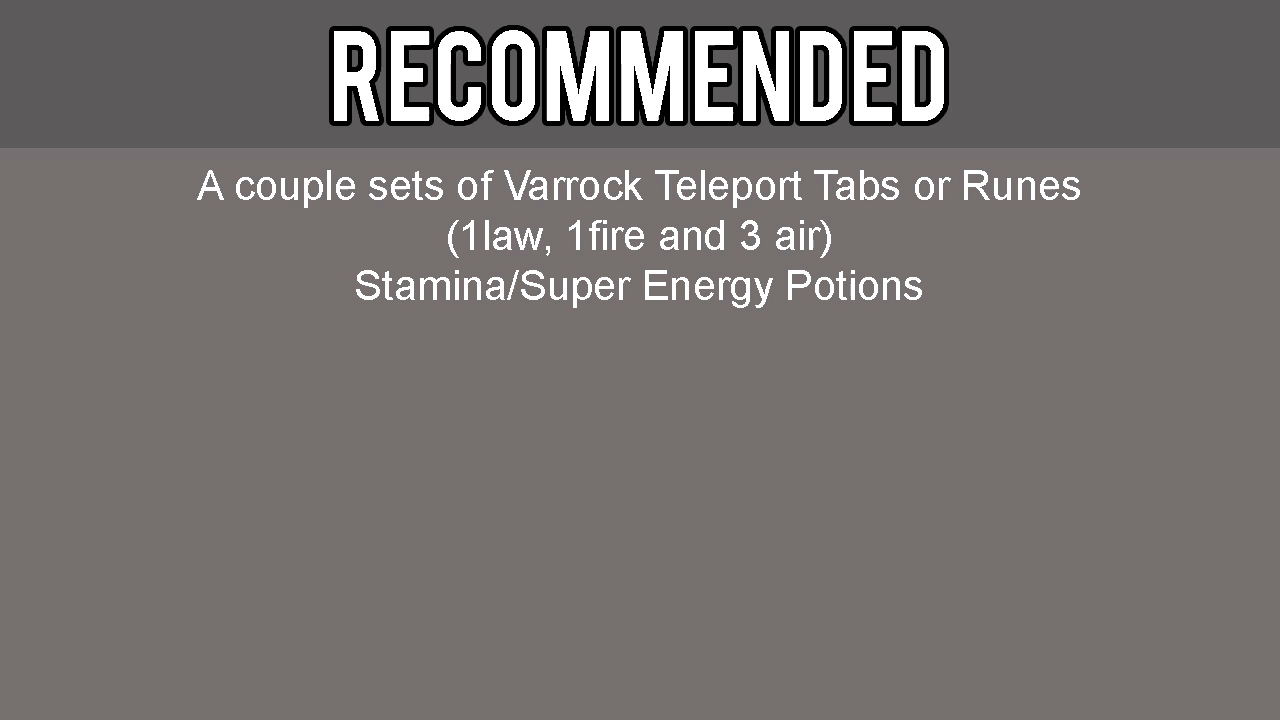 RECOMMENDED
A couple sets of Varrock Teleport Tabs or Runes
(1law, 1fire and 3 air)
Stamina/Super Energy Potions